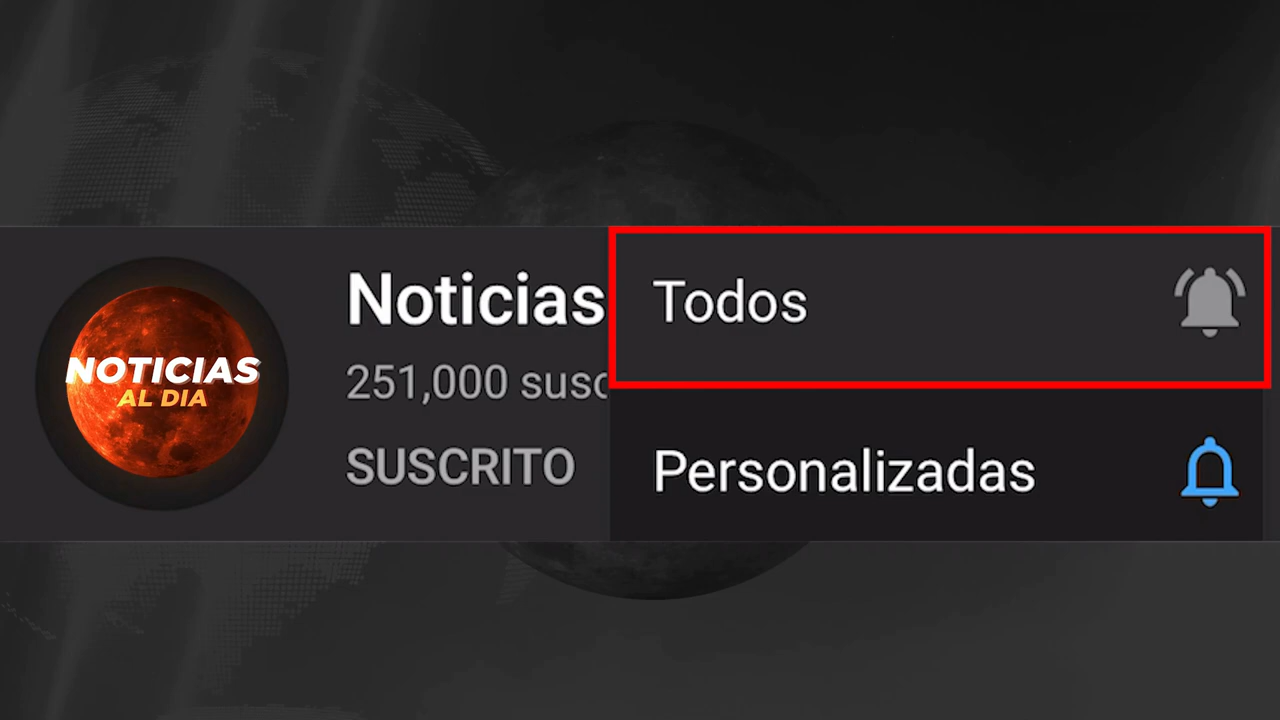 NOTICIAS
AL DIA
Noticias
251,000 susc
SUSCRITO
Todos
Personalizadas